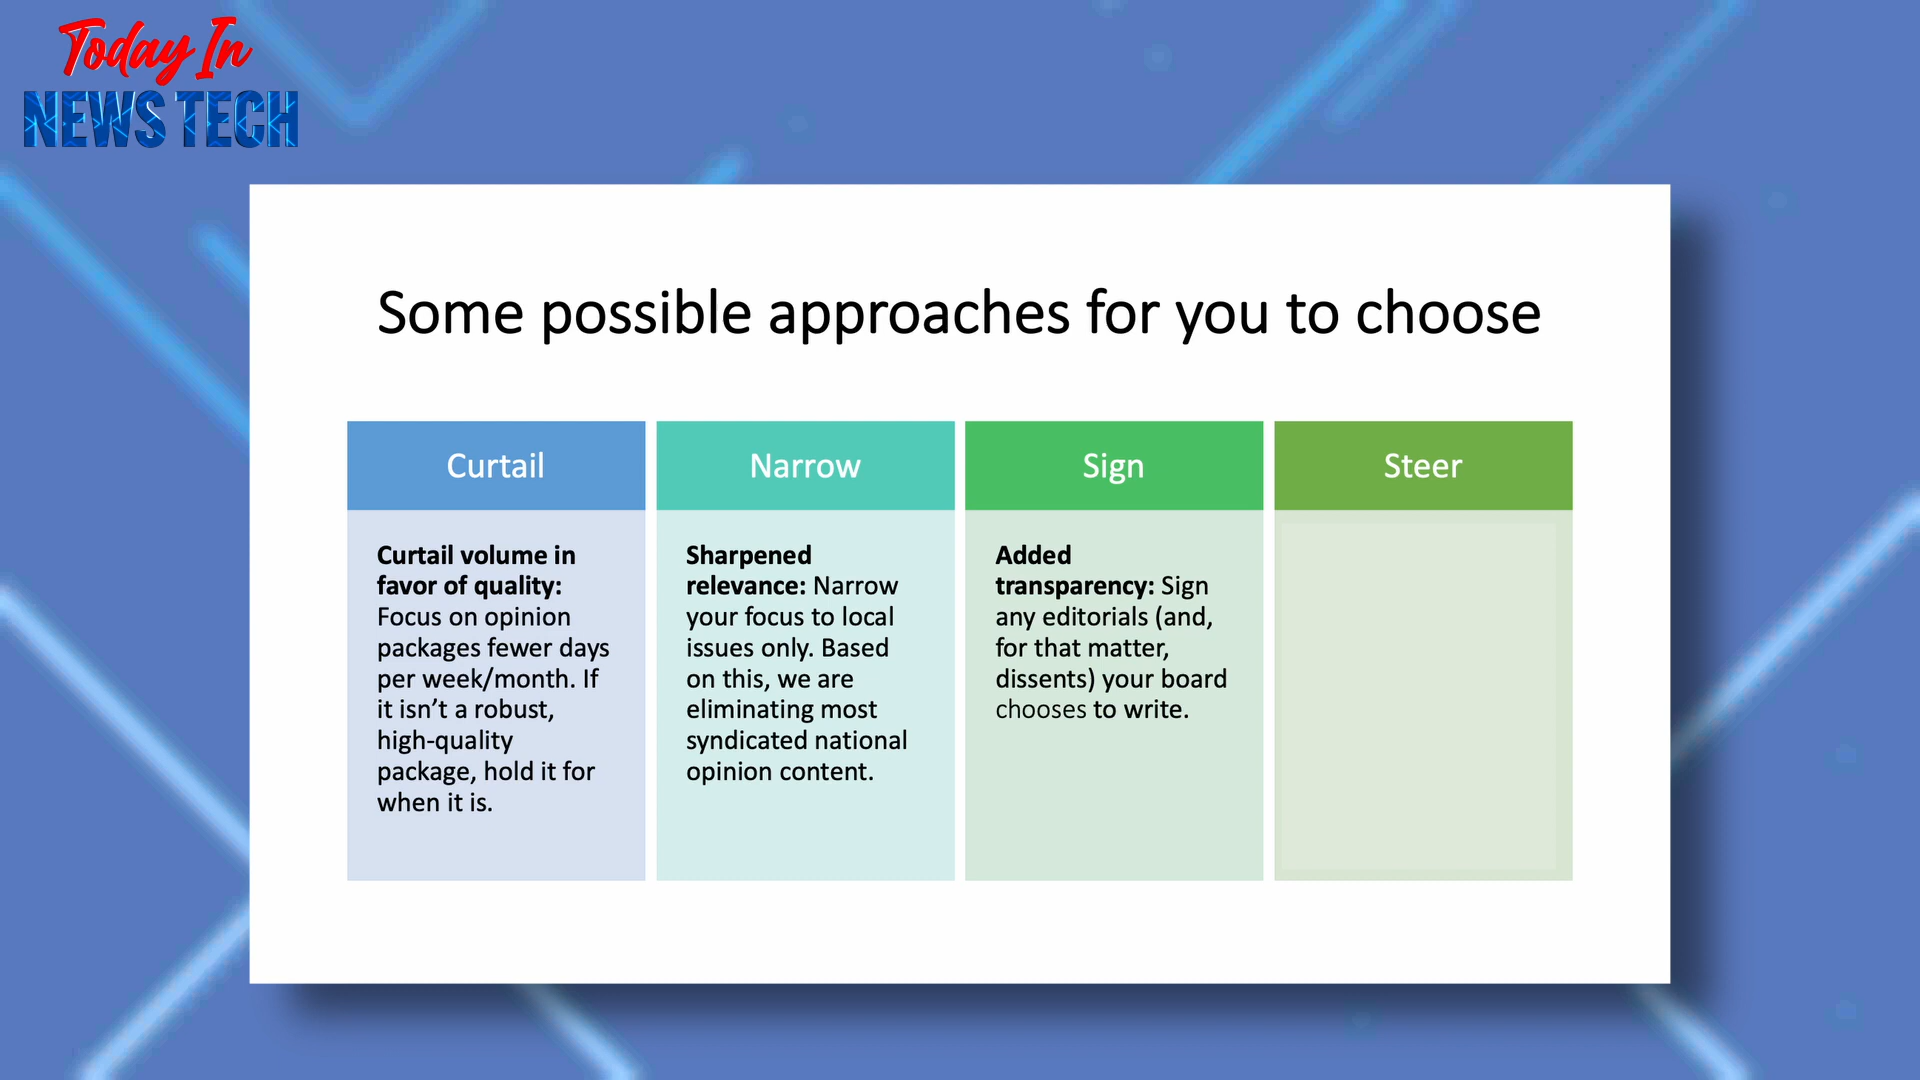 Today In
NEWS TECH
Some possible approaches for you to choose
Curtail
Curtail volume in
favor of quality:
Focus on opinion
packages fewer days
per week/month. If
it isn’t a robust,
high-quality
package, hold it for
when it is.
Narrow
Sharpened
relevance: Narrow
your focus to local
issues only. Based
on this, we are
eliminating most
syndicated national
opinion content.
Sign
Added
transparency: Sign
any editorials (and,
for that matter,
dissents) your board
chooses to write.
Steer